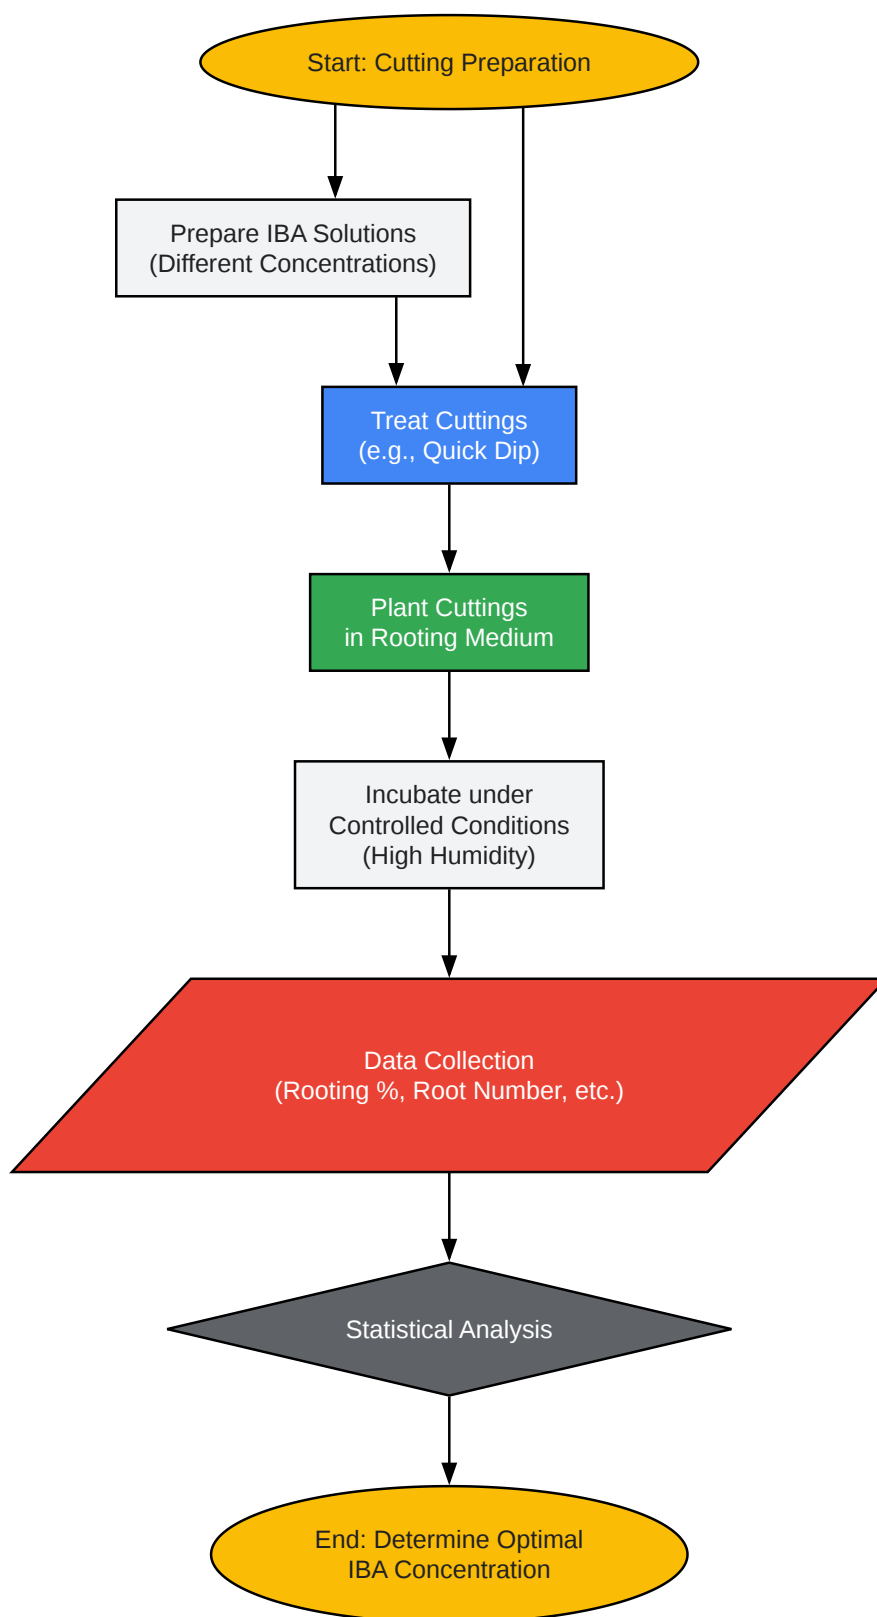 Start: Cutting Preparation
Prepare IBA Solutions
(Different Concentrations)
Treat Cuttings
(e.g., Quick Dip)
Plant Cuttings
in Rooting Medium
Incubate under
Controlled Conditions
(High Humidity)
Data Collection
(Rooting %, Root Number, etc.)
Statistical Analysis
End: Determine Optimal
IBA Concentration